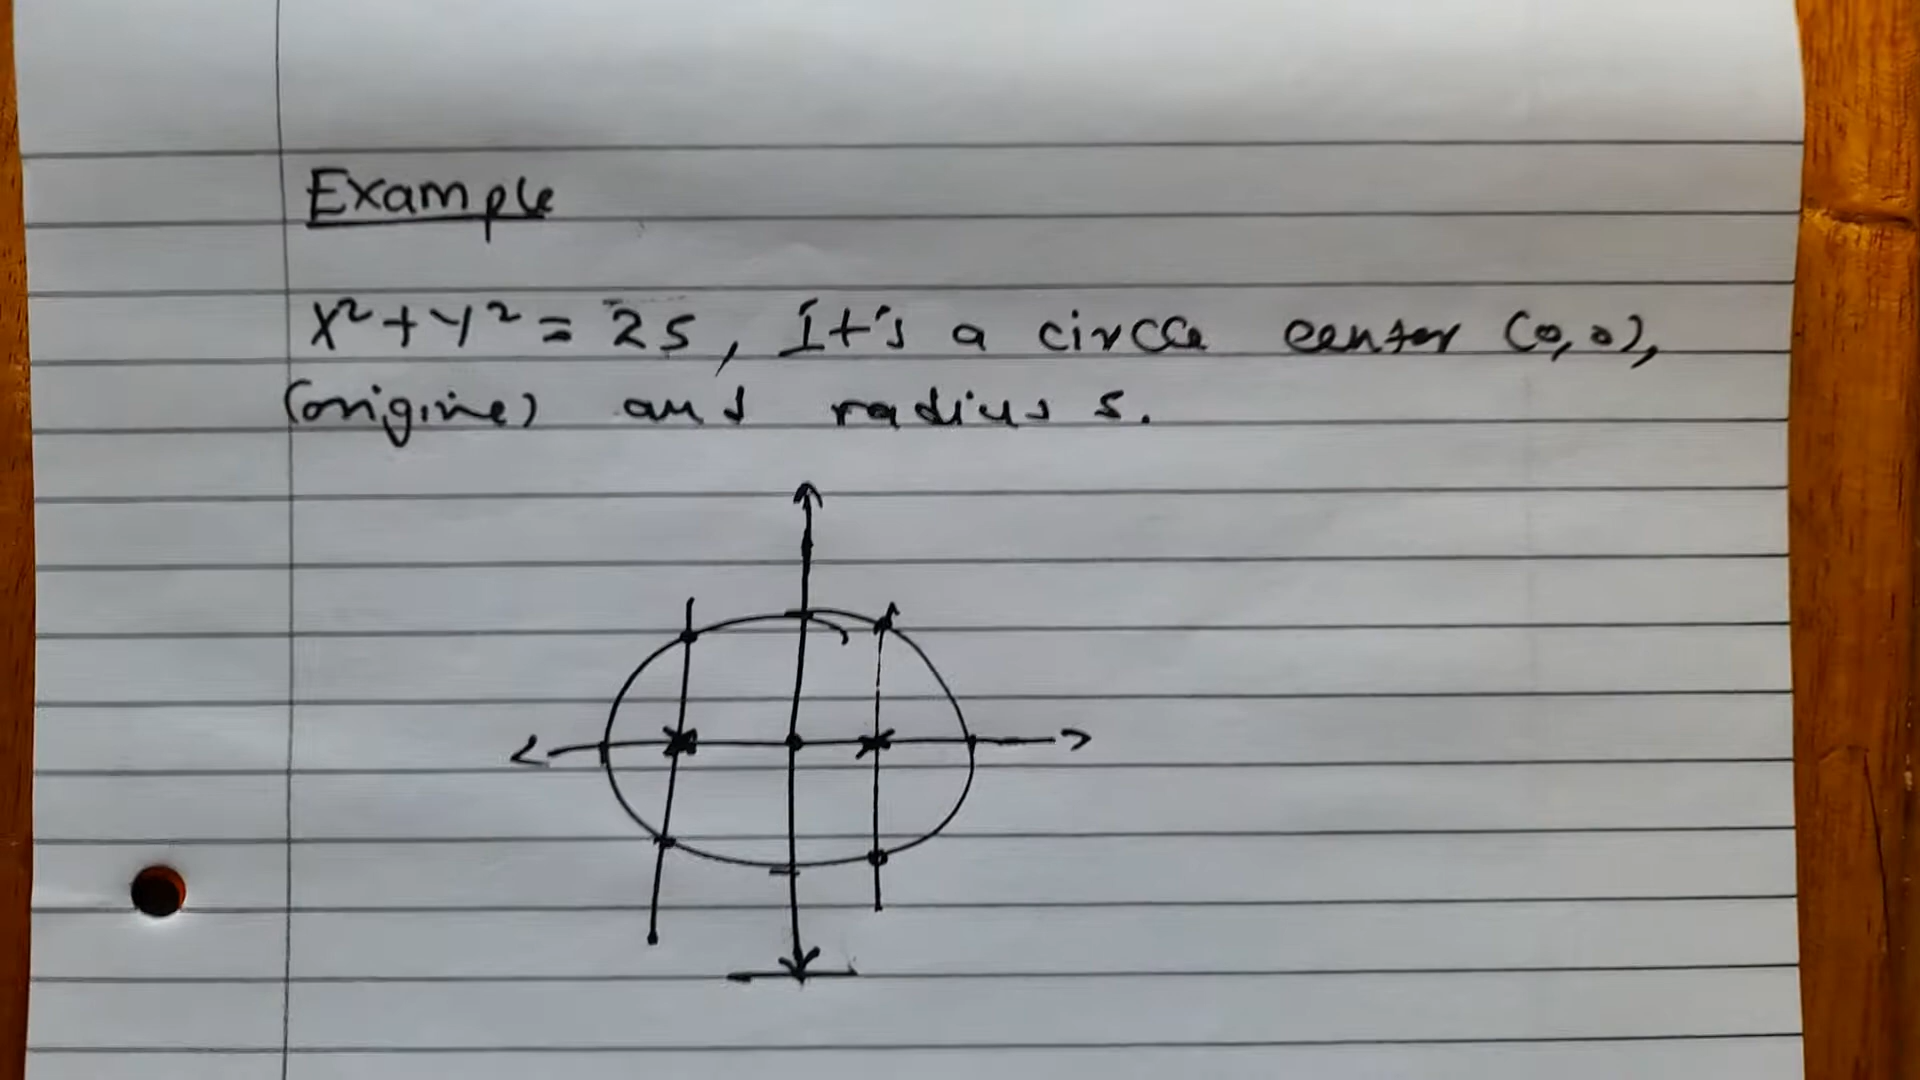 Example
x² + y² = 25, It's a circle center (0,0),
(origine) and radius 5.